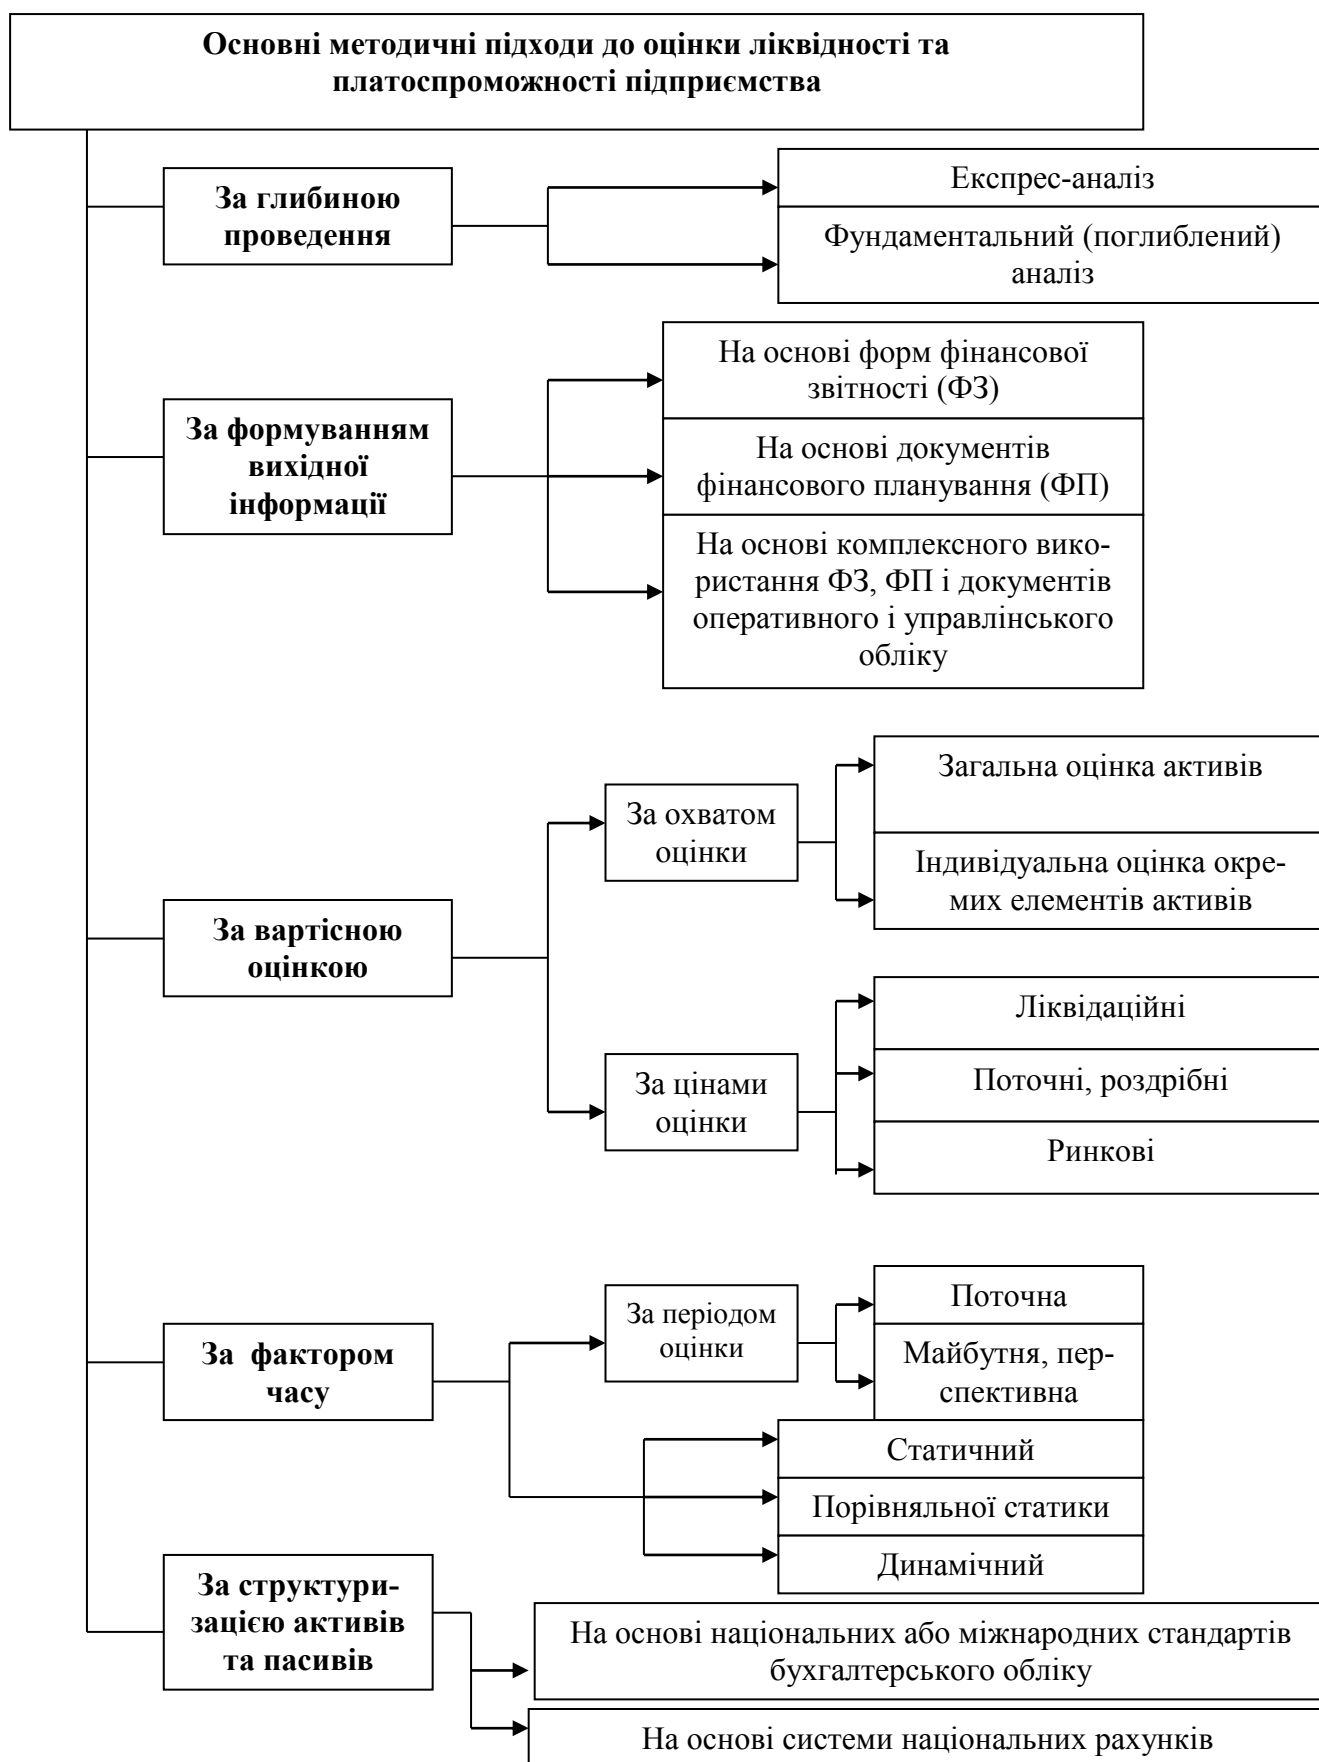 Основні методичні підходи до оцінки ліквідності та
платоспроможності підприємства
За глибиною
проведення
Експрес-аналіз
Фундаментальний (поглиблений)
аналіз
За формуванням
вихідної
інформації
На основі форм фінансової
звітності (ФЗ)
На основі документів
фінансового планування (ФП)
На основі комплексного вико-
ристання ФЗ, ФП і документів
оперативного і управлінського
обліку
За вартісною
оцінкою
За охватом
оцінки
Загальна оцінка активів
Індивідуальна оцінка окре-
мих елементів активів
За цінами
оцінки
Ліквідаційні
Поточні, роздрібні
Ринкові
За фактором
часу
За періодом
оцінки
Поточна
Майбутня, пер-
спективна
Статичний
Порівняльної статики
Динамічний
За структури-
зацією активів
та пасивів
На основі національних або міжнародних стандартів
бухгалтерського обліку
На основі системи національних рахунків